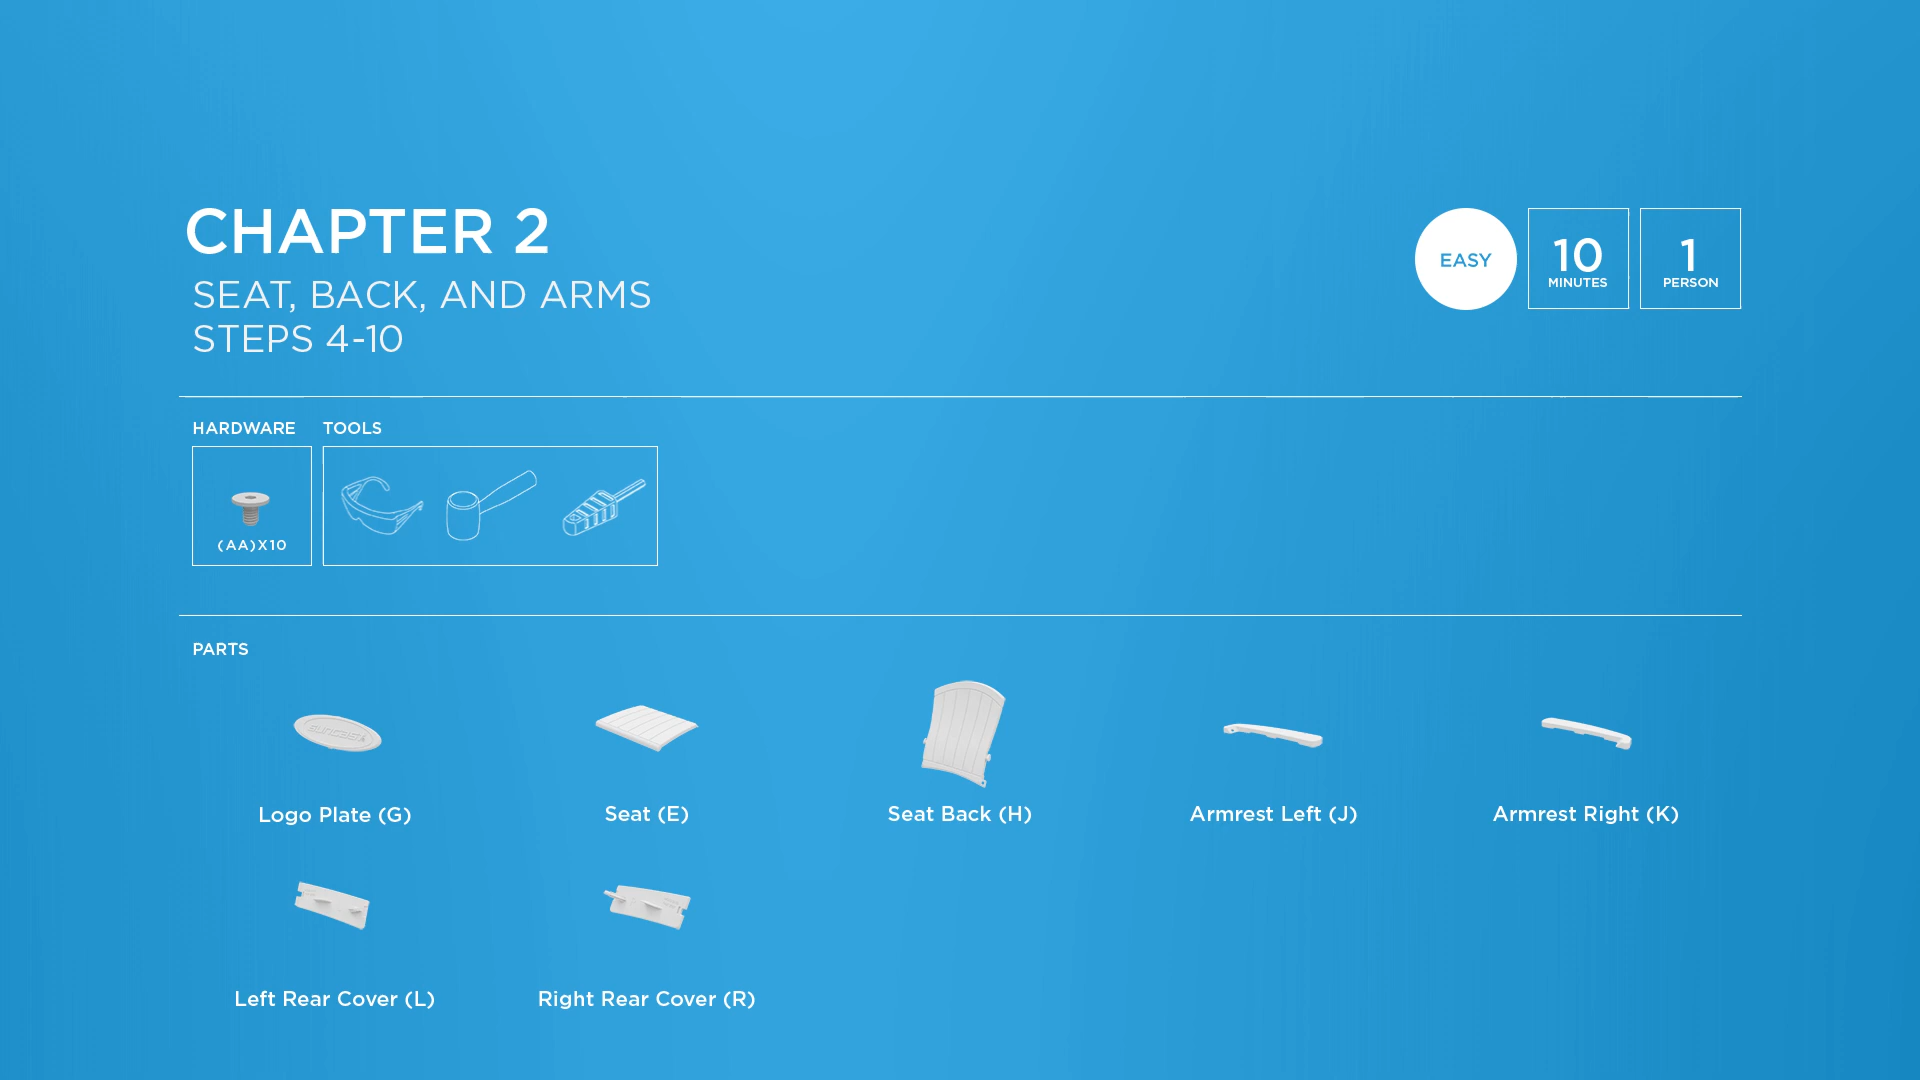 CHAPTER 2
SEAT, BACK, AND ARMS
STEPS 4-10
EASY
10
MINUTES
1
PERSON
HARDWARE
TOOLS
(AA)X10
PARTS
suncast
Logo Plate (G)
Seat (E)
Seat Back (H)
Armrest Left (J)
Armrest Right (K)
Left Rear Cover (L)
Right Rear Cover (R)